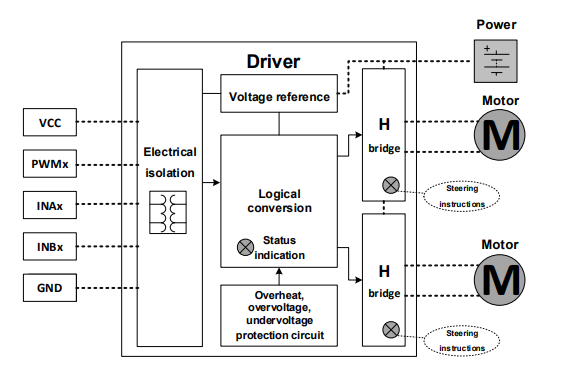 Power
Driver
+
Voltage reference
Motor
M
VCC
PWMx
INAx
INBx
GND
Electrical
isolation
H
bridge
Steering
instructions
Logical
conversion
Status
indication
Motor
M
H
bridge
Overheat,
overvoltage,
undervoltage
protection circuit
Steering
instructions